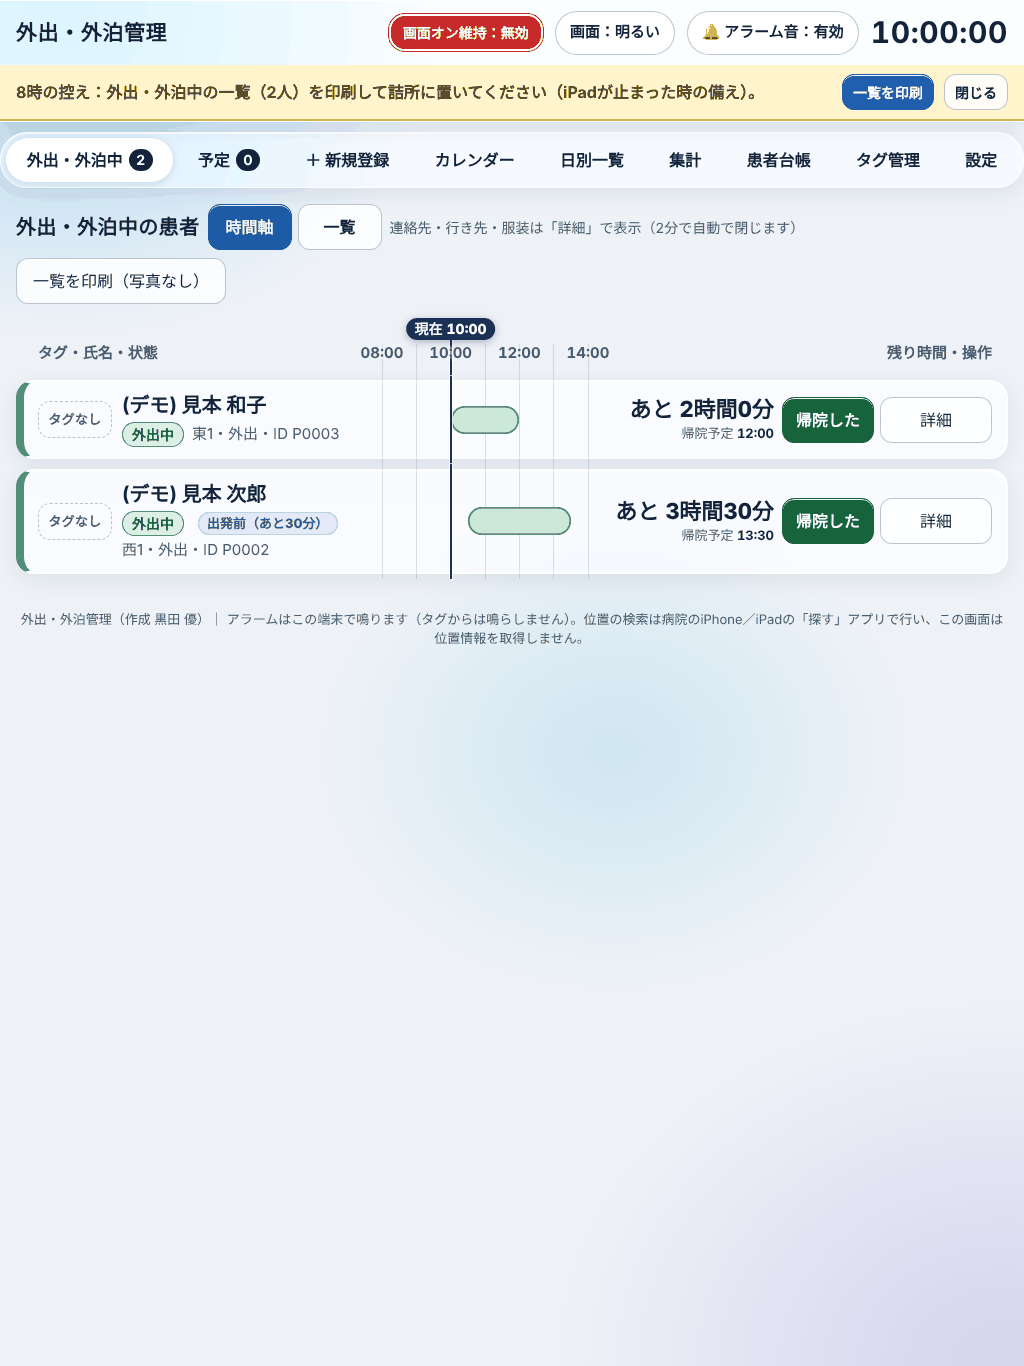 外出・外泊管理
画面オン維持：無効
画面：明るい
🔔 アラーム音：有効
10:00:00
8時の控え：外出・外泊中の一覧（2人）を印刷して詰所に置いてください（iPadが止まった時の備え）。
一覧を印刷
閉じる
外出・外泊中 2
予定 0
＋ 新規登録
カレンダー
日別一覧
集計
患者台帳
タグ管理
設定
外出・外泊中の患者
時間軸
一覧
連絡先・行き先・服装は「詳細」で表示（2分で自動で閉じます）
一覧を印刷（写真なし）
現在 10:00
タグ・氏名・状態
08:00
10:00
12:00
14:00
残り時間・操作
タグなし
(デモ) 見本 和子
外出中
東1・外出・ID P0003
あと 2時間0分
帰院予定 12:00
帰院した
詳細
タグなし
(デモ) 見本 次郎
外出中
出発前（あと30分）
西1・外出・ID P0002
あと 3時間30分
帰院予定 13:30
帰院した
詳細
外出・外泊管理（作成 黒田 優）｜ アラームはこの端末で鳴ります（タグからは鳴らしません）。位置の検索は病院のiPhone／iPadの「探す」アプリで行い、この画面は
位置情報を取得しません。